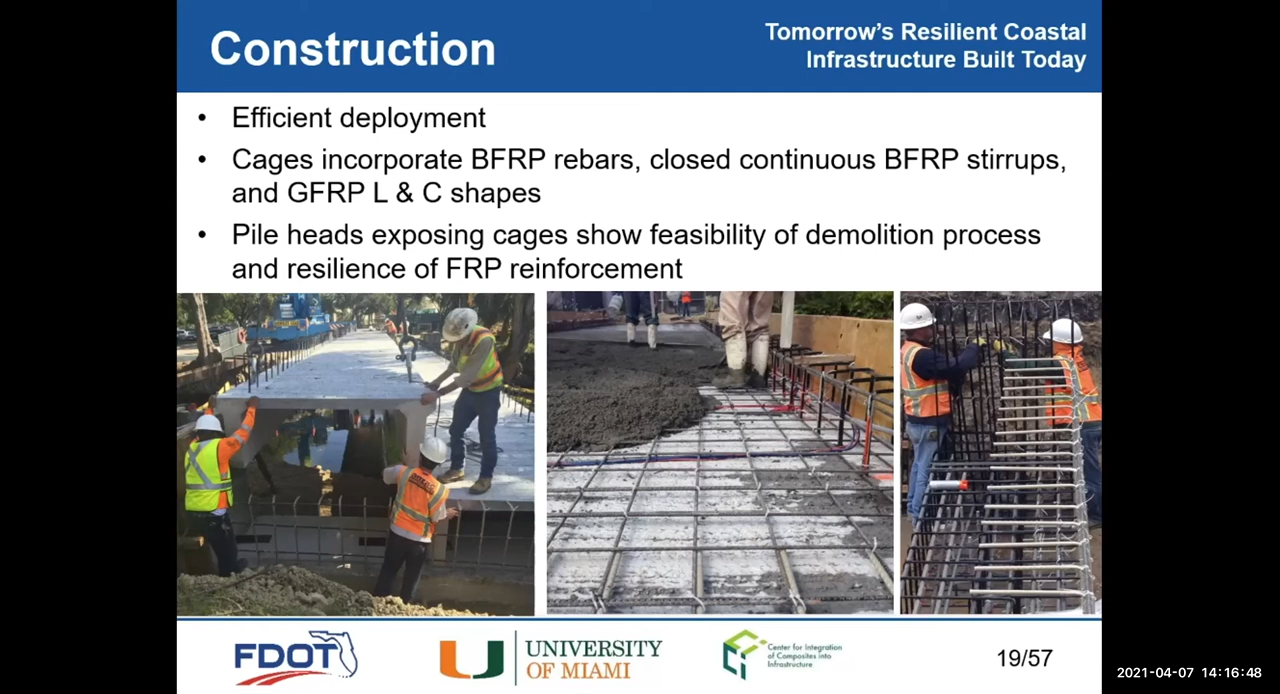 Construction
Tomorrow's Resilient Coastal
Infrastructure Built Today
• Efficient deployment
• Cages incorporate BFRP rebars, closed continuous BFRP stirrups,
and GFRP L & C shapes
• Pile heads exposing cages show feasibility of demolition process
and resilience of FRP reinforcement
FDOT
UNIVERSITY
OF MIAMI
Center for Integration
of Composites into
Infrastructure
19/57
2021-04-07 14:16:48